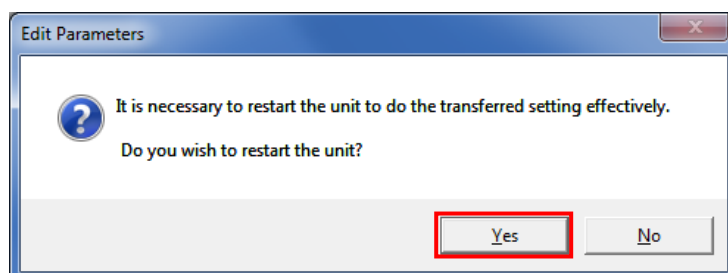 Edit Parameters
X
It is necessary to restart the unit to do the transferred setting effectively.
Do you wish to restart the unit?
Yes
No